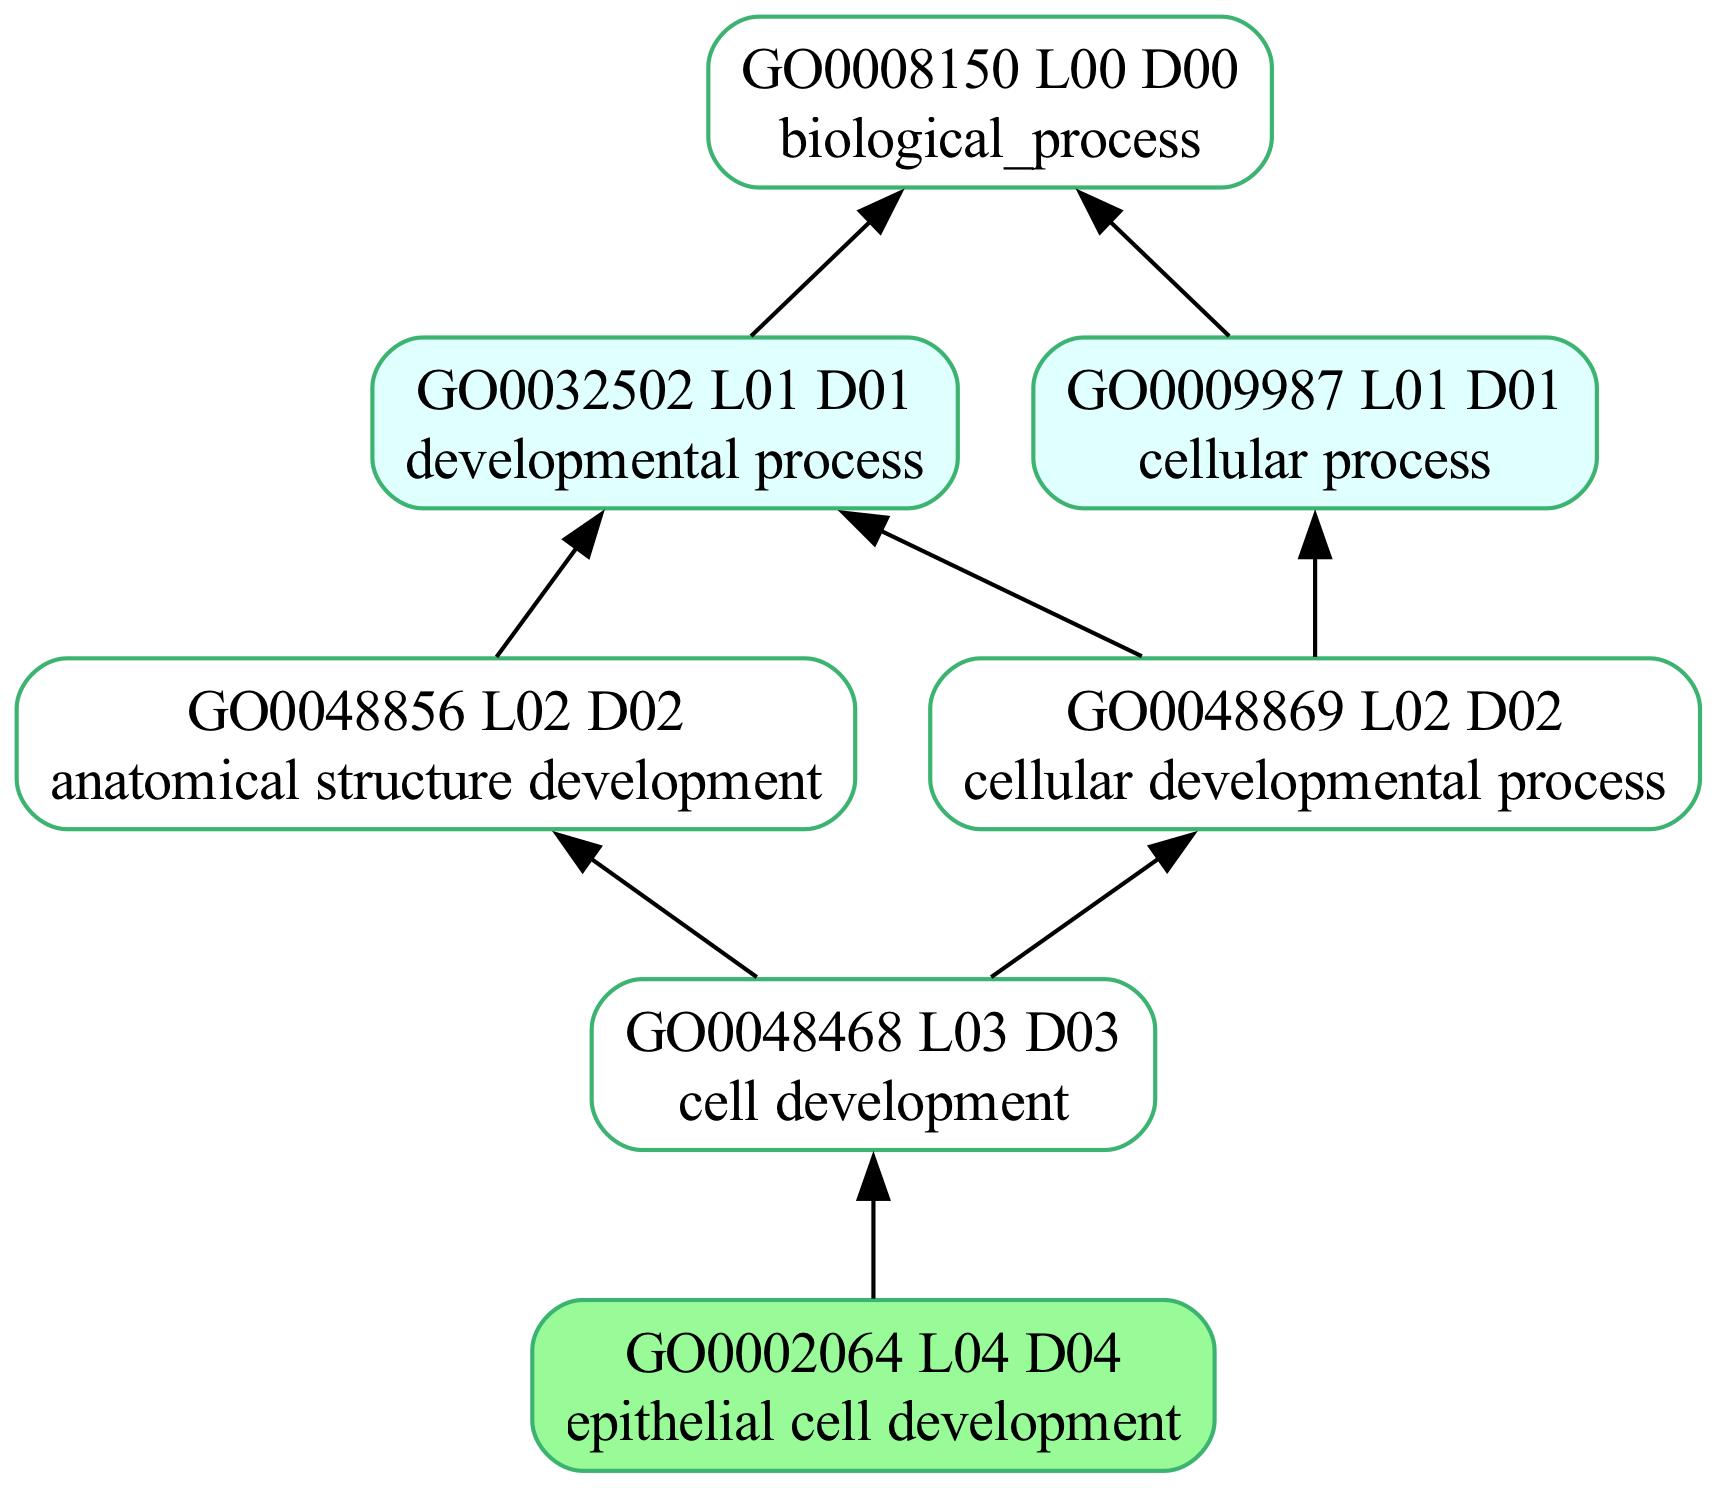 GO0008150 L00 D00
biological_process
GO0032502 L01 D01
developmental process
GO0009987 L01 D01
cellular process
GO0048856 L02 D02
anatomical structure development
GO0048869 L02 D02
cellular developmental process
GO0048468 L03 D03
cell development
GO0002064 L04 D04
epithelial cell development